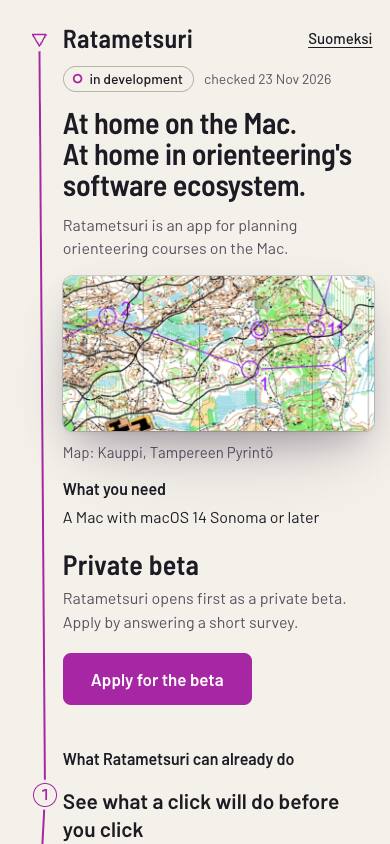 Ratametsuri
Suomeksi
in development
checked 23 Nov 2026
At home on the Mac.
At home in orienteering's
software ecosystem.
Ratametsuri is an app for planning
orienteering courses on the Mac.
2
11
1
Map: Kauppi, Tampereen Pyrintö
What you need
A Mac with macOS 14 Sonoma or later
Private beta
Ratametsuri opens first as a private beta.
Apply by answering a short survey.
Apply for the beta
What Ratametsuri can already do
1
See what a click will do before
you click